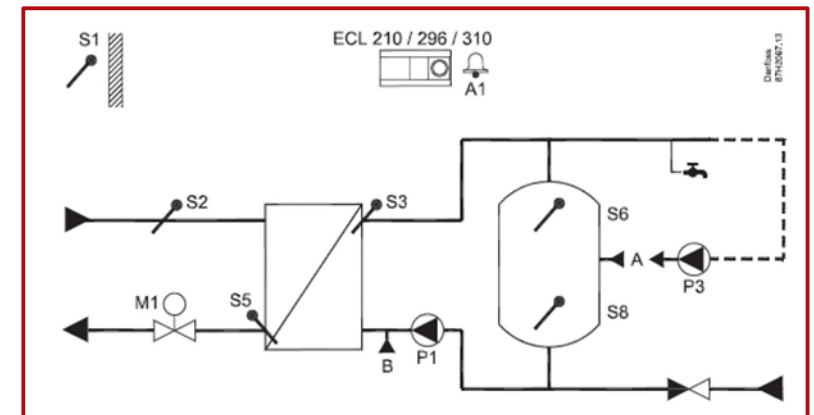 S1
ECL 210 / 296 / 310
A1
Danfoss
87H2097.13
S2
S3
S6
A
P3
M1
S5
S8
B
P1